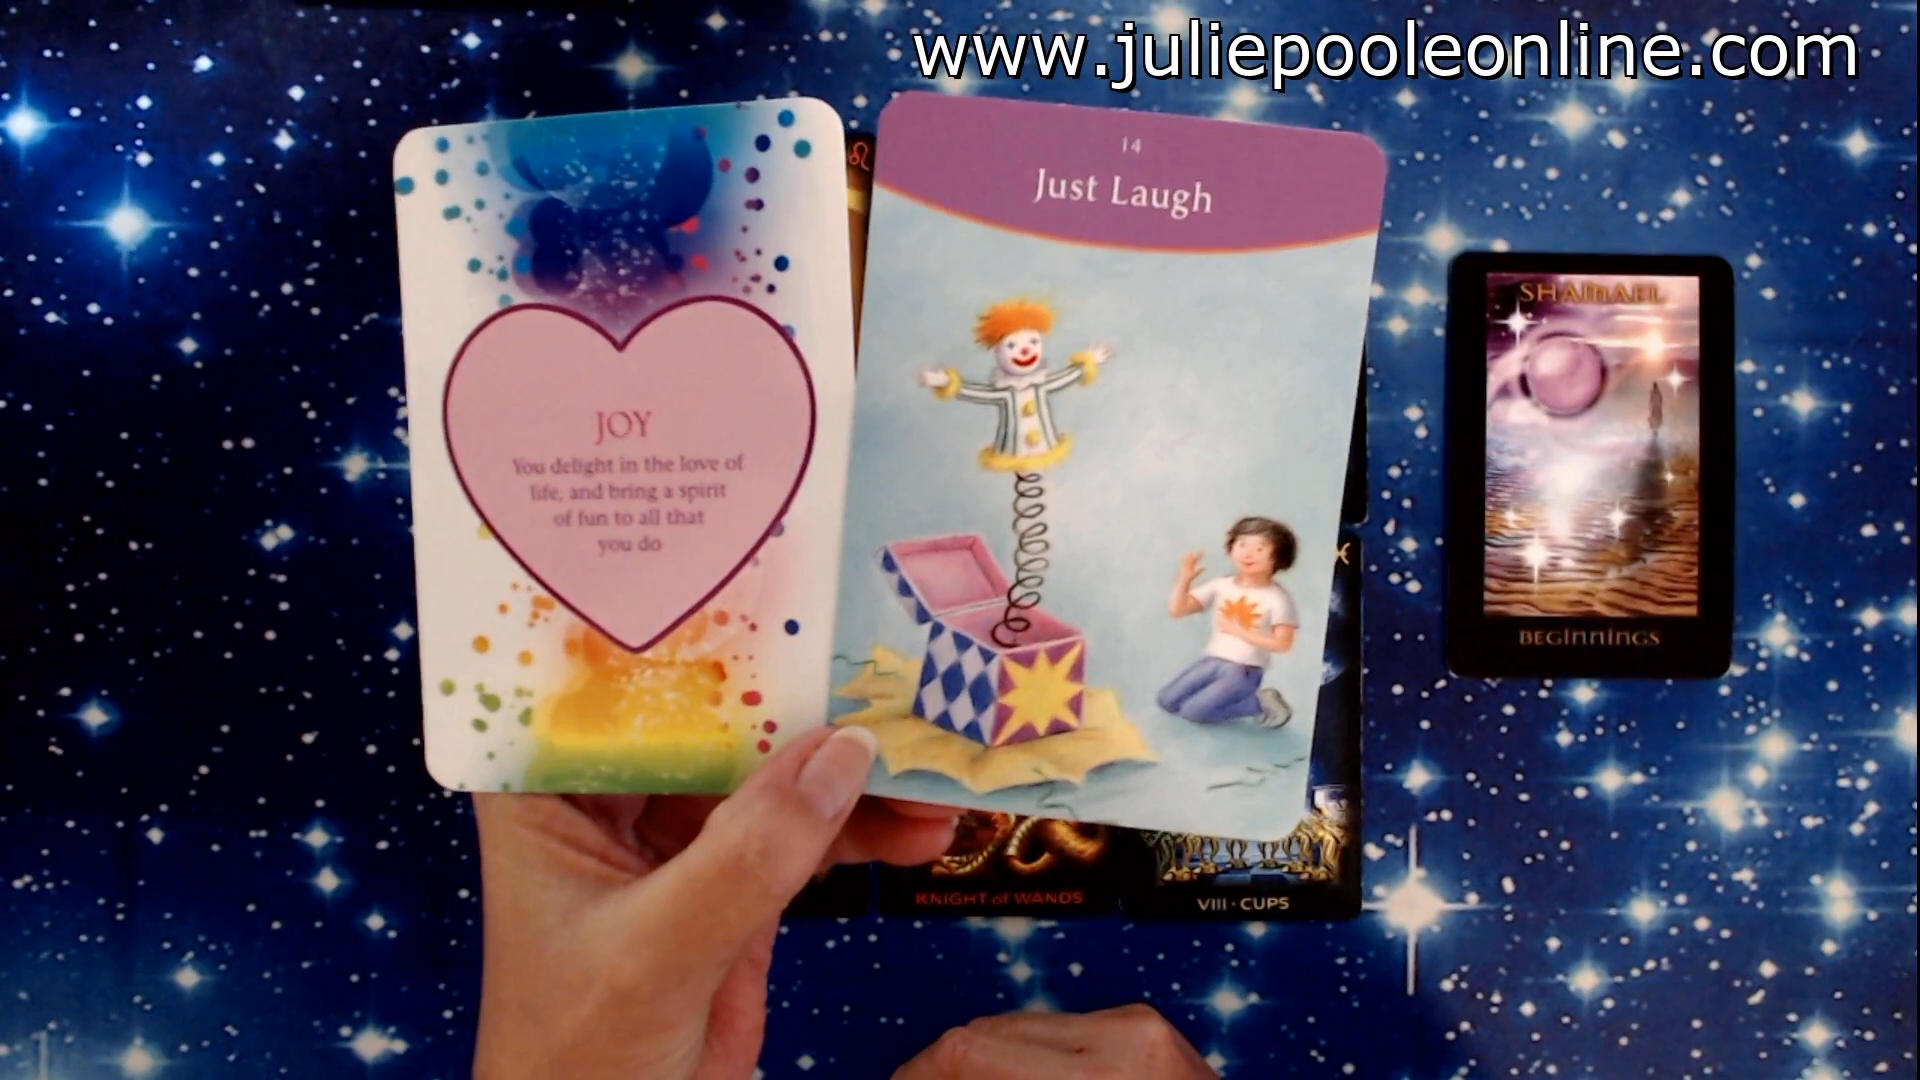 www.juliepooleonline.com
14
Just Laugh
JOY
You delight in the love of
life, and bring a spirit
of fun to all that
you do
SHAMAEL
BEGINNINGS
KNIGHT of WANDS
VIII · CUPS